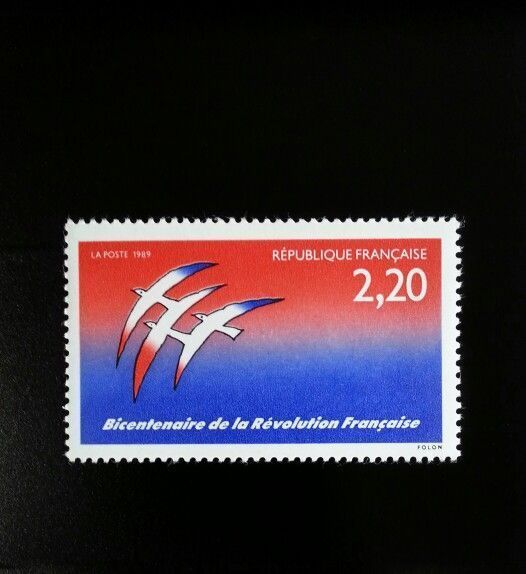 LA POSTE 1989
RÉPUBLIQUE FRANÇAISE
2,20
Bicentenaire de la Révolution Française
FOLON